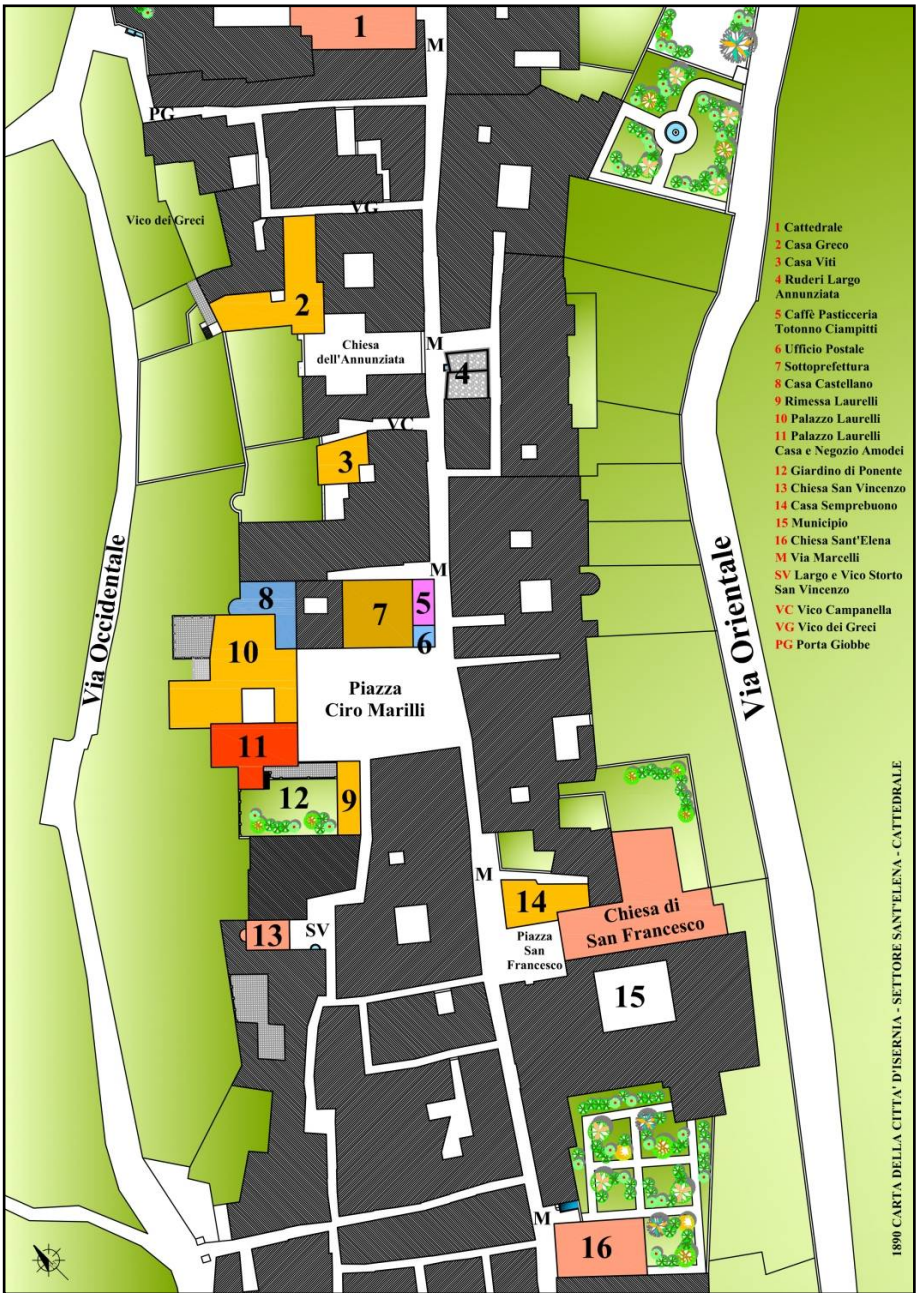 1
M
PG
VG
Vico dei Greci
2
Chiesa
dell'Annunziata
M
4
VC
3
M
8
7
5
6
10
Piazza
Ciro Marilli
11
12
9
M
14
Chiesa di
San Francesco
13
SV
Piazza
San
Francesco
15
M
16
Via Occidentale
Via Orientale
1 Cattedrale
2 Casa Greco
3 Casa Viti
4 Ruderi Largo
Annunziata
5 Caffè Pasticceria
Totonno Ciampitti
6 Ufficio Postale
7 Sottoprefettura
8 Casa Castellano
9 Rimessa Laurelli
10 Palazzo Laurelli
11 Palazzo Laurelli
Casa e Negozio Amodei
12 Giardino di Ponente
13 Chiesa San Vincenzo
14 Casa Semprebuono
15 Municipio
16 Chiesa Sant'Elena
M Via Marcelli
SV Largo e Vico Storto
San Vincenzo
VC Vico Campanella
VG Vico dei Greci
PG Porta Giobbe
1890 CARTA DELLA CITTA' D'ISERNIA - SETTORE SANT'ELENA - CATTEDRALE